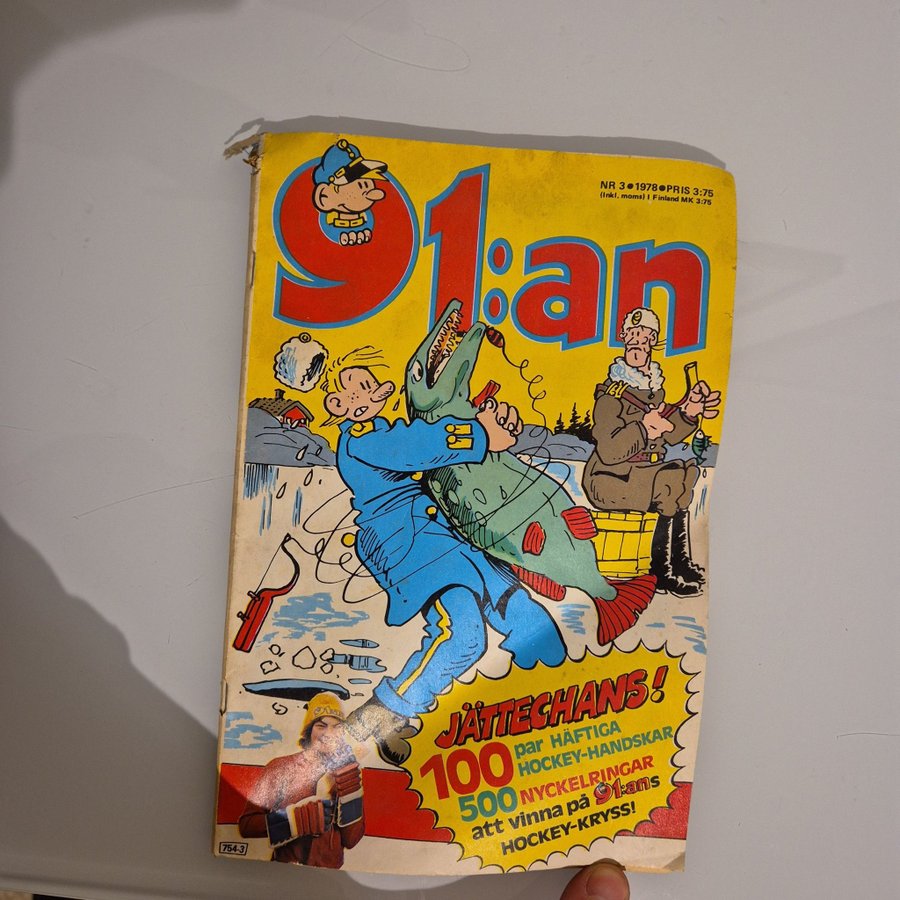 91:an
NR 3●1978●PRIS 3:75
(Inkl. moms) I Finland MK 3:75
JÄTTECHANS!
100 par HÄFTIGA
HOCKEY-HANDSKAR
500 NYCKELRINGAR
att vinna på 91:ans
HOCKEY-KRYSS!
754-3